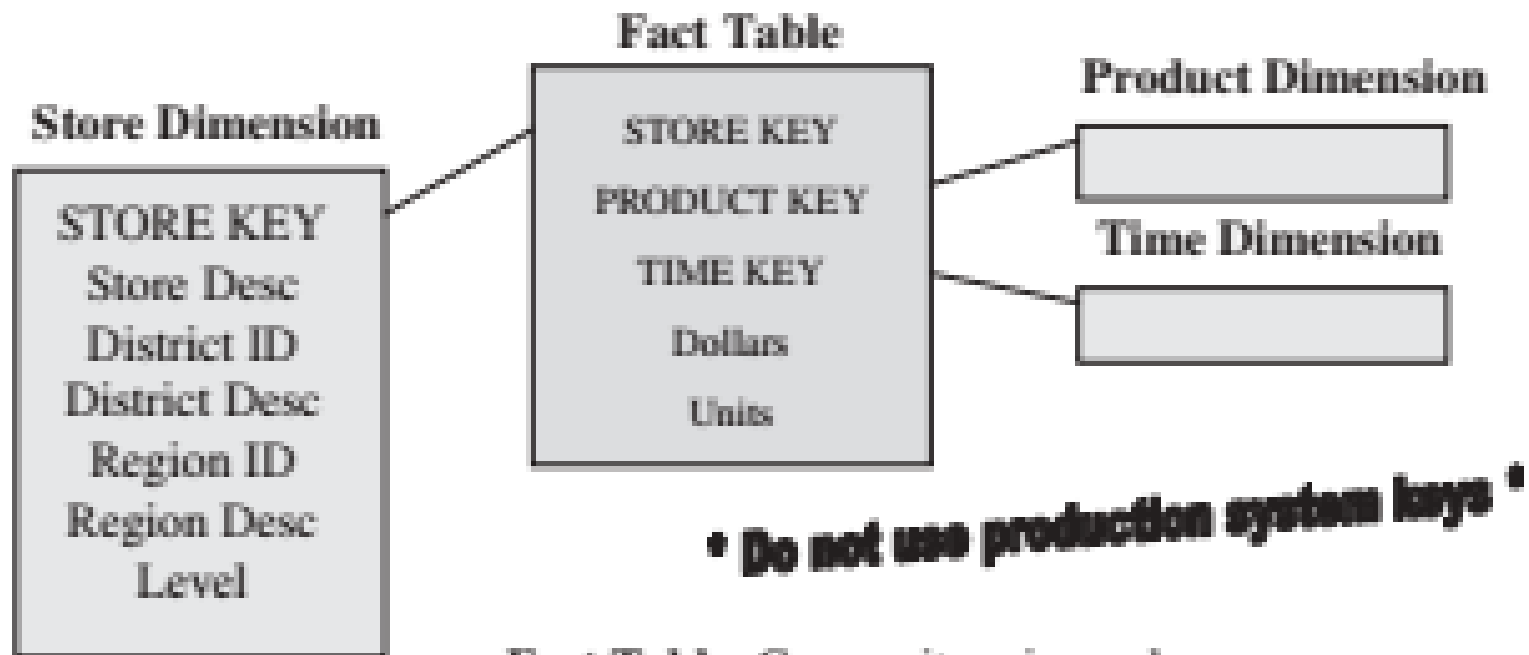 Fact Table
Store Dimension
Product Dimension
STORE KEY
Store Desc
District ID
District Desc
Region ID
Region Desc
Level
STORE KEY
PRODUCT KEY
TIME KEY
Dollars
Units
Time Dimension
* Do not use production system keys *